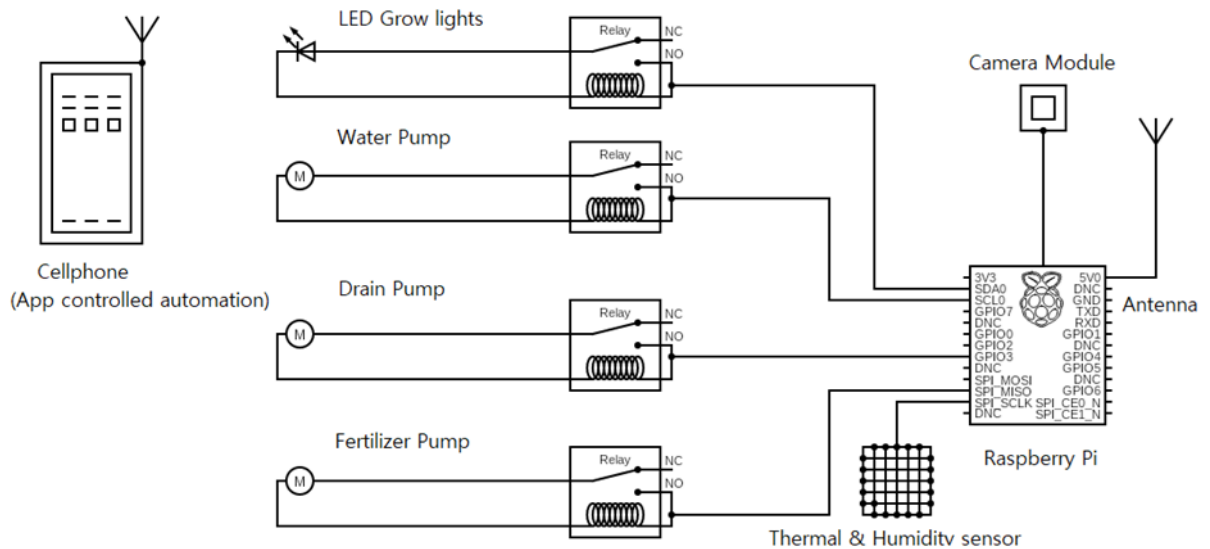 LED Grow lights
Relay
NC
NO
Camera Module
Water Pump
Relay
NC
NO
M
Cellphone
(App controlled automation)
Drain Pump
Relay
NC
NO
M
3V3
SDA0
SCL0
GPIO7
DNC
GPIO0
GPIO2
GPIO3
DNC
SPI_MOSI
SPI_MISO
SPI_SCLK
DNC
5V0
DNC
GND
TXD
RXD
GPIO1
DNC
GPIO4
GPIO5
DNC
GPIO6
SPI_CE0_N
SPI_CE1_N
Antenna
Raspberry Pi
Fertilizer Pump
Relay
NC
NO
M
Thermal & Humidity sensor